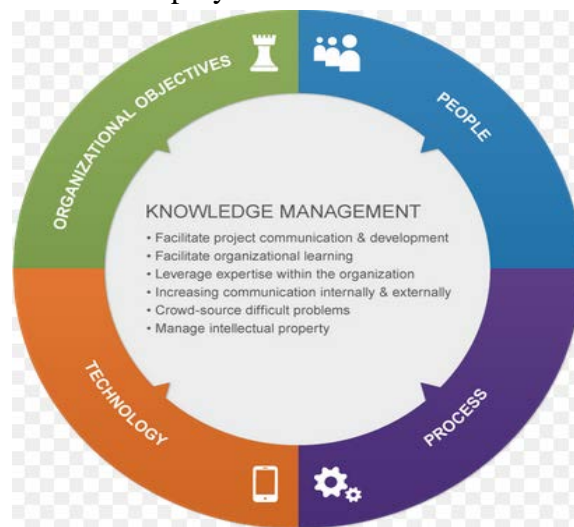 ORGANIZATIONAL OBJECTIVES
PEOPLE
KNOWLEDGE MANAGEMENT
• Facilitate project communication & development
• Facilitate organizational learning
• Leverage expertise within the organization
• Increasing communication internally & externally
• Crowd-source difficult problems
• Manage intellectual property
TECHNOLOGY
PROCESS